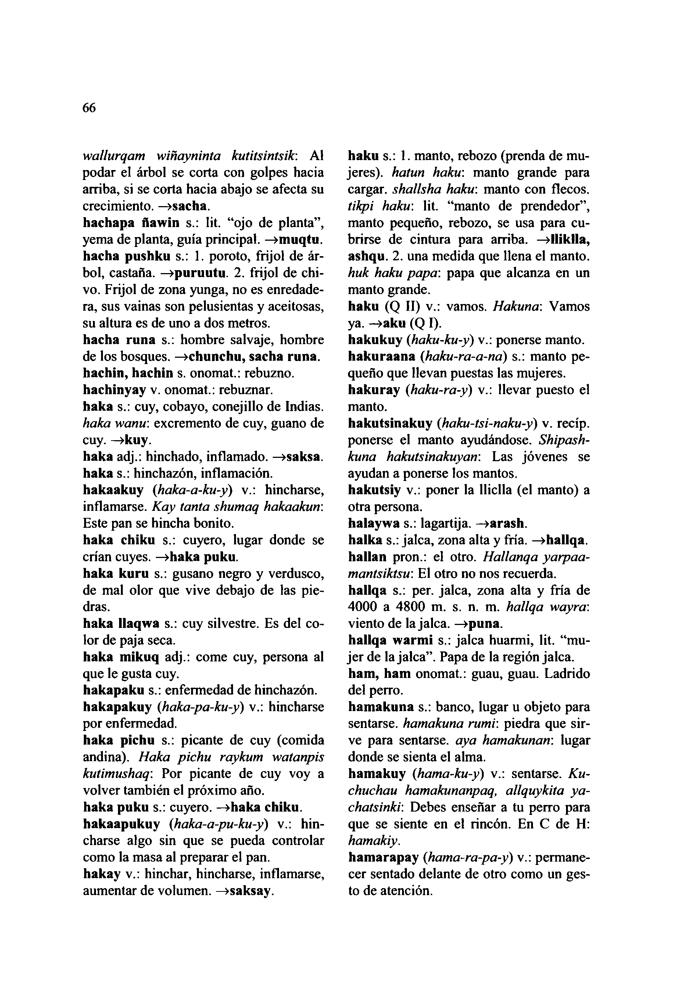 66
wallurqam wiñayninta kutitsintsik: Al
podar el árbol se corta con golpes hacia
arriba, si se corta hacia abajo se afecta su
crecimiento. →sacha.
hachapa ñawin s.: lit. “ojo de planta”,
yema de planta, guía principal. →muqtu.
hacha pushku s.: 1. poroto, frijol de ár-
bol, castaña. →puruutu. 2. frijol de chi-
vo. Frijol de zona yunga, no es enredade-
ra, sus vainas son pelusientas y aceitosas,
su altura es de uno a dos metros.
hacha runa s.: hombre salvaje, hombre
de los bosques. →chunchu, sacha runa.
hachin, hachin s. onomat.: rebuzno.
hachinyay v. onomat.: rebuznar.
haka s.: cuy, cobayo, conejillo de Indias.
haka wanu: excremento de cuy, guano de
cuy. →kuy.
haka adj.: hinchado, inflamado. →saksa.
haka s.: hinchazón, inflamación.
hakaakuy (haka-a-ku-y) v.: hincharse,
inflamarse. Kay tanta shumaq hakaakun:
Este pan se hincha bonito.
haka chiku s.: cuyero, lugar donde se
crían cuyes. →haka puku.
haka kuru s.: gusano negro y verdusco,
de mal olor que vive debajo de las pie-
dras.
haka llaqwa s.: cuy silvestre. Es del co-
lor de paja seca.
haka mikuq adj.: come cuy, persona al
que le gusta cuy.
hakapaku s.: enfermedad de hinchazón.
hakapakuy (haka-pa-ku-y) v.: hincharse
por enfermedad.
haka pichu s.: picante de cuy (comida
andina). Haka pichu raykum watanpis
kutimushaq: Por picante de cuy voy a
volver también el próximo año.
haka puku s.: cuyero. →haka chiku.
hakaapukuy (haka-a-pu-ku-y) v.: hin-
charse algo sin que se pueda controlar
como la masa al preparar el pan.
hakay v.: hinchar, hincharse, inflamarse,
aumentar de volumen. →saksay.
haku s.: 1. manto, rebozo (prenda de mu-
jeres). hatun haku: manto grande para
cargar. shallsha haku: manto con flecos.
tikpi haku: lit. “manto de prendedor”,
manto pequeño, rebozo, se usa para cu-
brirse de cintura para arriba. →lliklla,
ashqu. 2. una medida que llena el manto.
huk haku papa: papa que alcanza en un
manto grande.
haku (Q II) v.: vamos. Hakuna: Vamos
ya. →aku (Q I).
hakukuy (haku-ku-y) v.: ponerse manto.
hakuraana (haku-ra-a-na) s.: manto pe-
queño que llevan puestas las mujeres.
hakuray (haku-ra-y) v.: llevar puesto el
manto.
hakutsinakuy (haku-tsi-naku-y) v. recíp.
ponerse el manto ayudándose. Shipash-
kuna hakutsinakuyan: Las jóvenes se
ayudan a ponerse los mantos.
hakutsiy v.: poner la lliclla (el manto) a
otra persona.
halaywa s.: lagartija. →arash.
halka s.: jalca, zona alta y fría. →hallqa.
hallan pron.: el otro. Hallanqa yarpaa-
mantsiktsu: El otro no nos recuerda.
hallqa s.: per. jalca, zona alta y fría de
4000 a 4800 m. s. n. m. hallqa wayra:
viento de la jalca. →puna.
hallqa warmi s.: jalca huarmi, lit. “mu-
jer de la jalca”. Papa de la región jalca.
ham, ham onomat.: guau, guau. Ladrido
del perro.
hamakuna s.: banco, lugar u objeto para
sentarse. hamakuna rumi: piedra que sir-
ve para sentarse. aya hamakunan: lugar
donde se sienta el alma.
hamakuy (hama-ku-y) v.: sentarse. Ku-
chuchau hamakunanpaq, allquykita ya-
chatsinki: Debes enseñar a tu perro para
que se siente en el rincón. En C de H:
hamakiy.
hamarapay (hama-ra-pa-y) v.: permane-
cer sentado delante de otro como un ges-
to de atención.